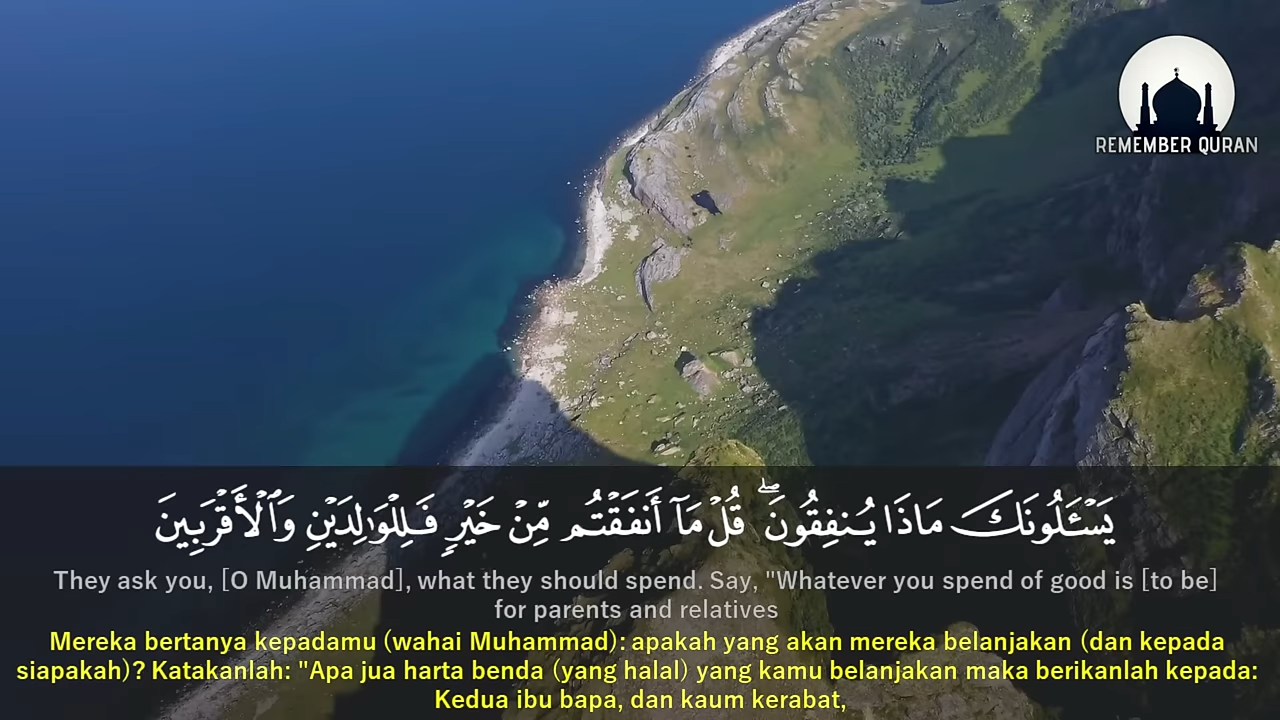 REMEMBER QURAN
يَسْـَٔلُونَكَ مَاذَا يُنفِقُونَ ۖ قُلْ مَآ أَنفَقْتُم مِّنْ خَيْرٍ فَلِلْوَٰلِدَيْنِ وَٱلْأَقْرَبِينَ
They ask you, [O Muhammad], what they should spend. Say, "Whatever you spend of good is [to be]
for parents and relatives
Mereka bertanya kepadamu (wahai Muhammad): apakah yang akan mereka belanjakan (dan kepada
siapakah)? Katakanlah: "Apa jua harta benda (yang halal) yang kamu belanjakan maka berikanlah kepada:
Kedua ibu bapa, dan kaum kerabat,